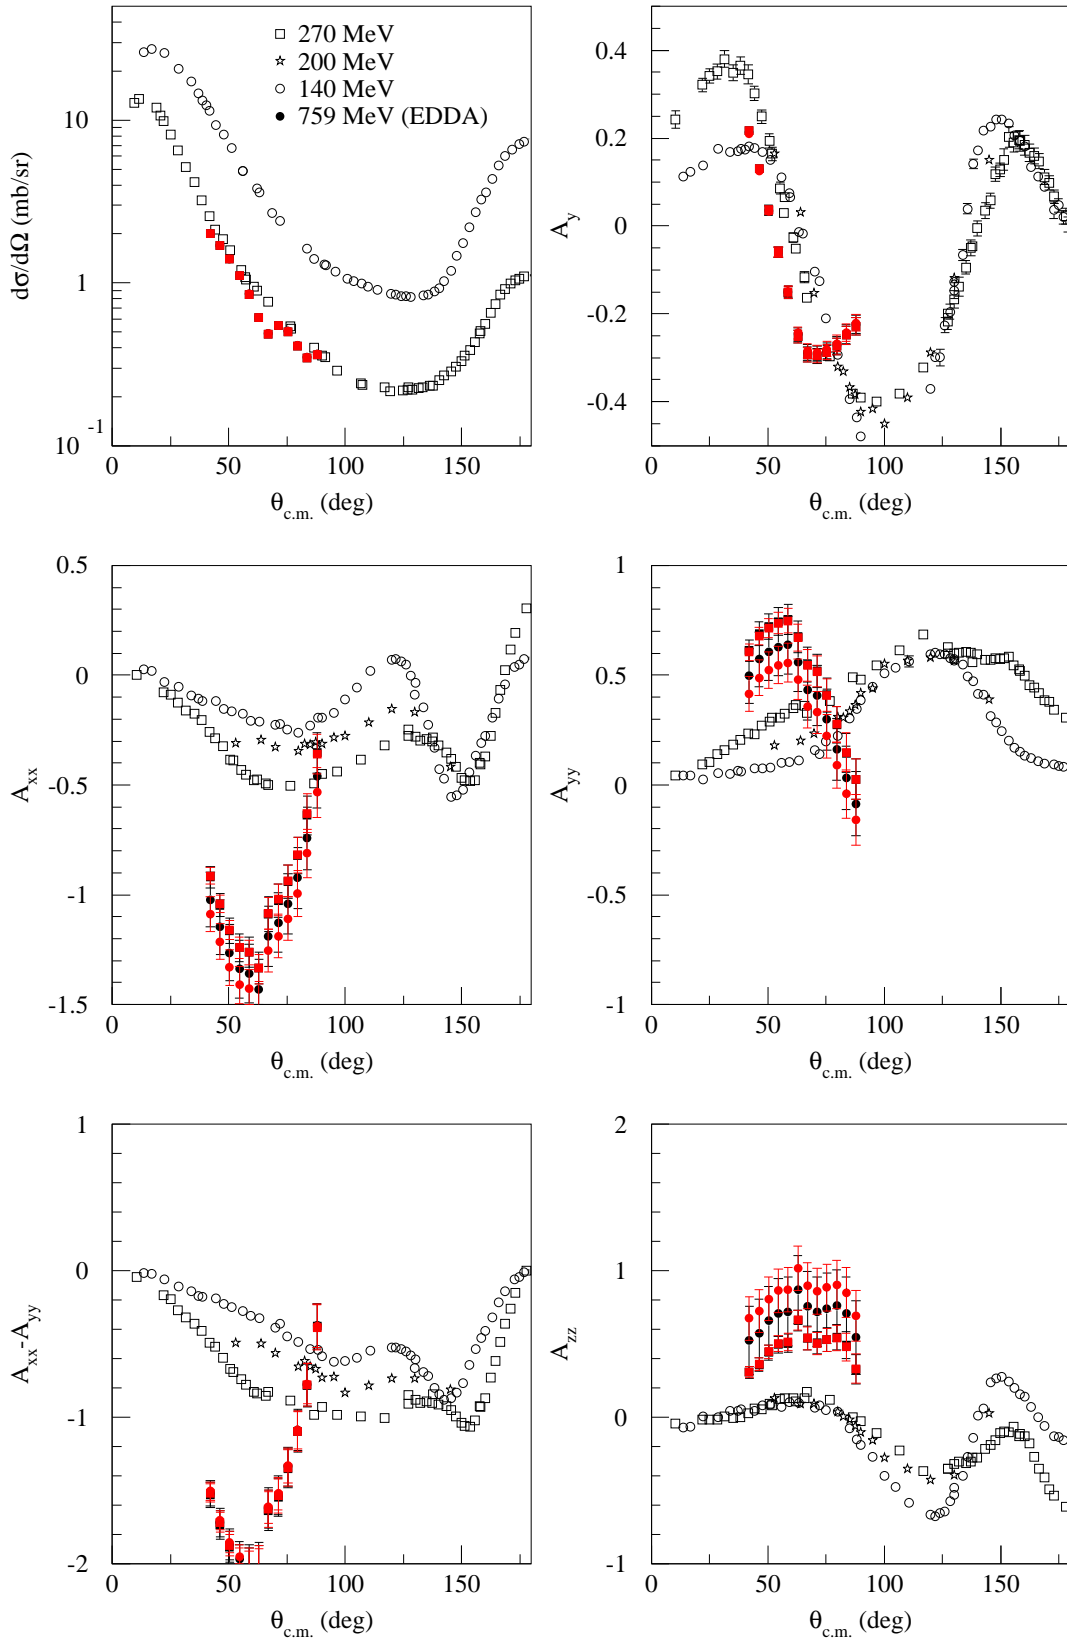 270 MeV
200 MeV
140 MeV
759 MeV (EDDA)
dσ/dΩ (mb/sr)
10
1
10⁻¹
0 50 100 150
θc.m. (deg)
Ay
0.4
0.2
0
-0.2
-0.4
0 50 100 150
θc.m. (deg)
Axx
0.5
0
-0.5
-1
-1.5
0 50 100 150
θc.m. (deg)
Ayy
1
0.5
0
-0.5
-1
0 50 100 150
θc.m. (deg)
Axx-Ayy
1
0
-1
-2
0 50 100 150
θc.m. (deg)
Azz
2
1
0
-1
0 50 100 150
θc.m. (deg)